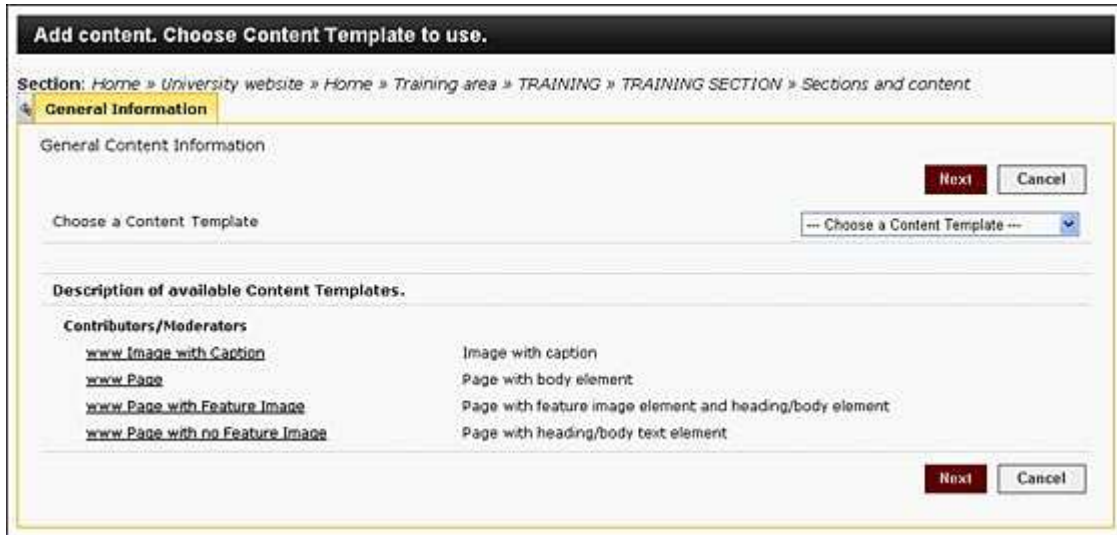 Add content. Choose Content Template to use.
Section: Home » University website » Home » Training area » TRAINING » TRAINING SECTION » Sections and content
General Information
General Content Information
Next Cancel
Choose a Content Template --- Choose a Content Template ---
Description of available Content Templates.
Contributors/Moderators
www Image with Caption Image with caption
www Page Page with body element
www Page with Feature Image Page with feature image element and heading/body element
www Page with no Feature Image Page with heading/body text element
Next Cancel